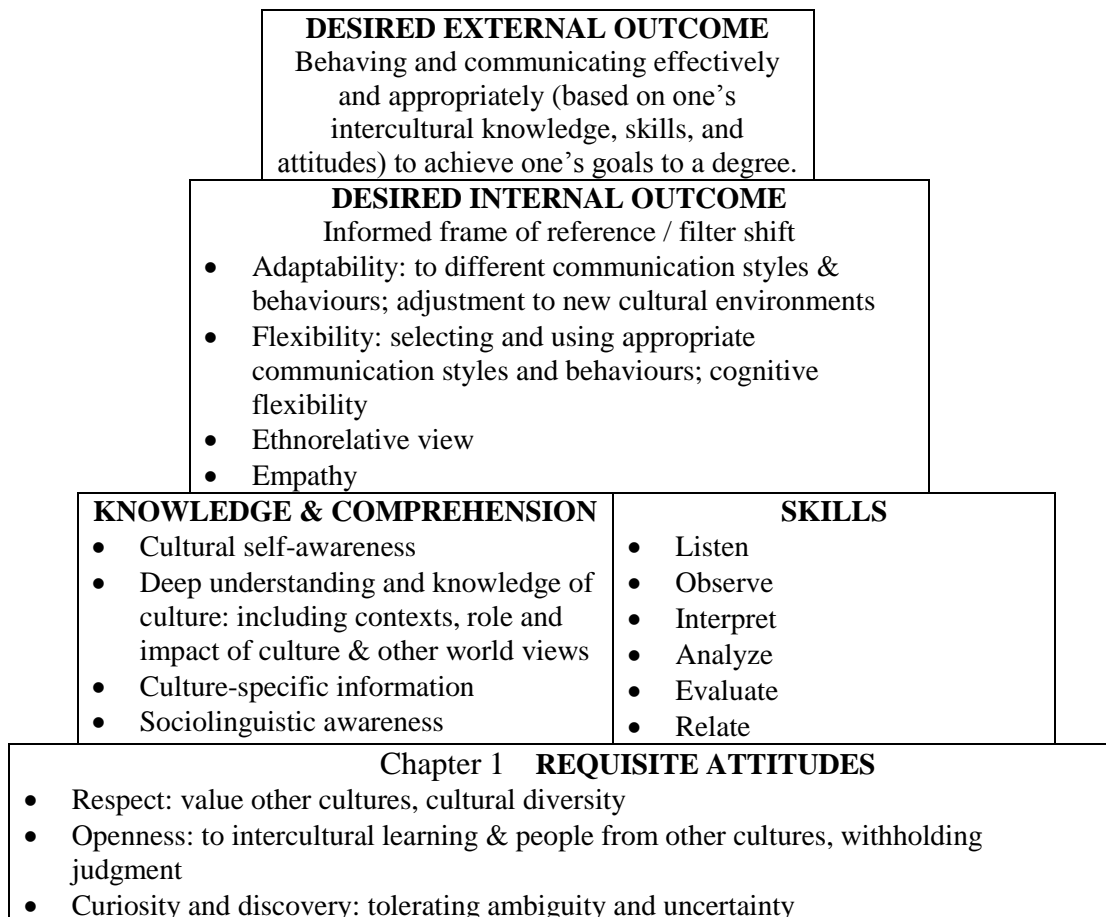 DESIRED EXTERNAL OUTCOME
Behaving and communicating effectively
and appropriately (based on one’s
intercultural knowledge, skills, and
attitudes) to achieve one’s goals to a degree.
DESIRED INTERNAL OUTCOME
Informed frame of reference / filter shift
• Adaptability: to different communication styles &
behaviours; adjustment to new cultural environments
• Flexibility: selecting and using appropriate
communication styles and behaviours; cognitive
flexibility
• Ethnorelative view
• Empathy
KNOWLEDGE & COMPREHENSION
• Cultural self-awareness
• Deep understanding and knowledge of
culture: including contexts, role and
impact of culture & other world views
• Culture-specific information
• Sociolinguistic awareness
SKILLS
• Listen
• Observe
• Interpret
• Analyze
• Evaluate
• Relate
Chapter 1 REQUISITE ATTITUDES
• Respect: value other cultures, cultural diversity
• Openness: to intercultural learning & people from other cultures, withholding
judgment
• Curiosity and discovery: tolerating ambiguity and uncertainty